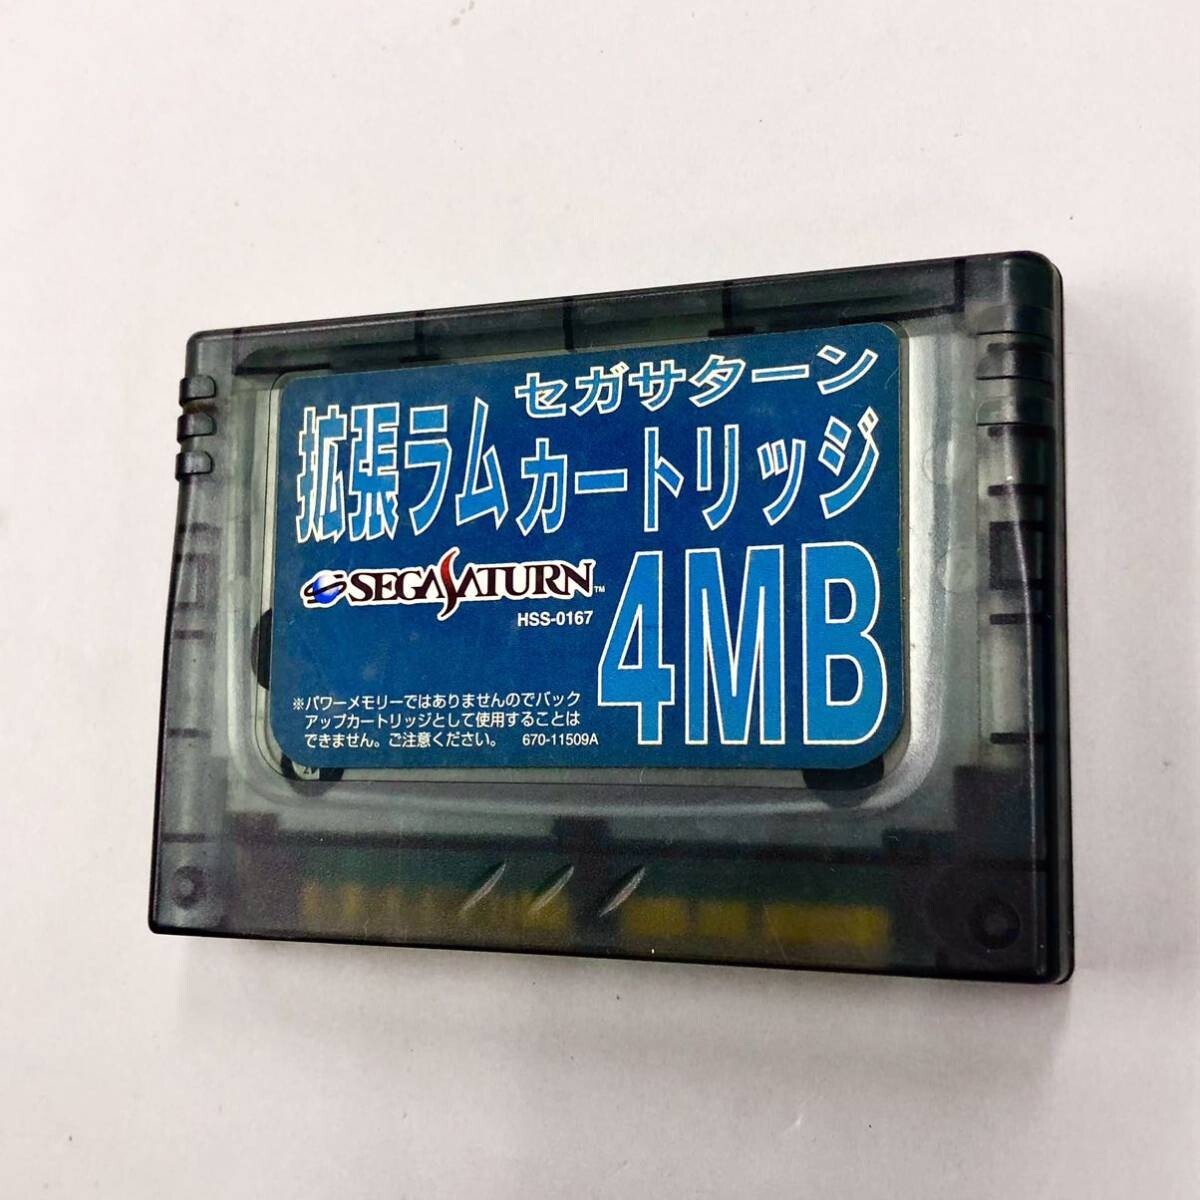 セガサターン
拡張ラムカートリッジ
SEGA SATURN™
HSS-0167
4MB
※パワーメモリーではありませんのでバック
アップカートリッジとして使用することは
できません。ご注意ください。 670-11509A